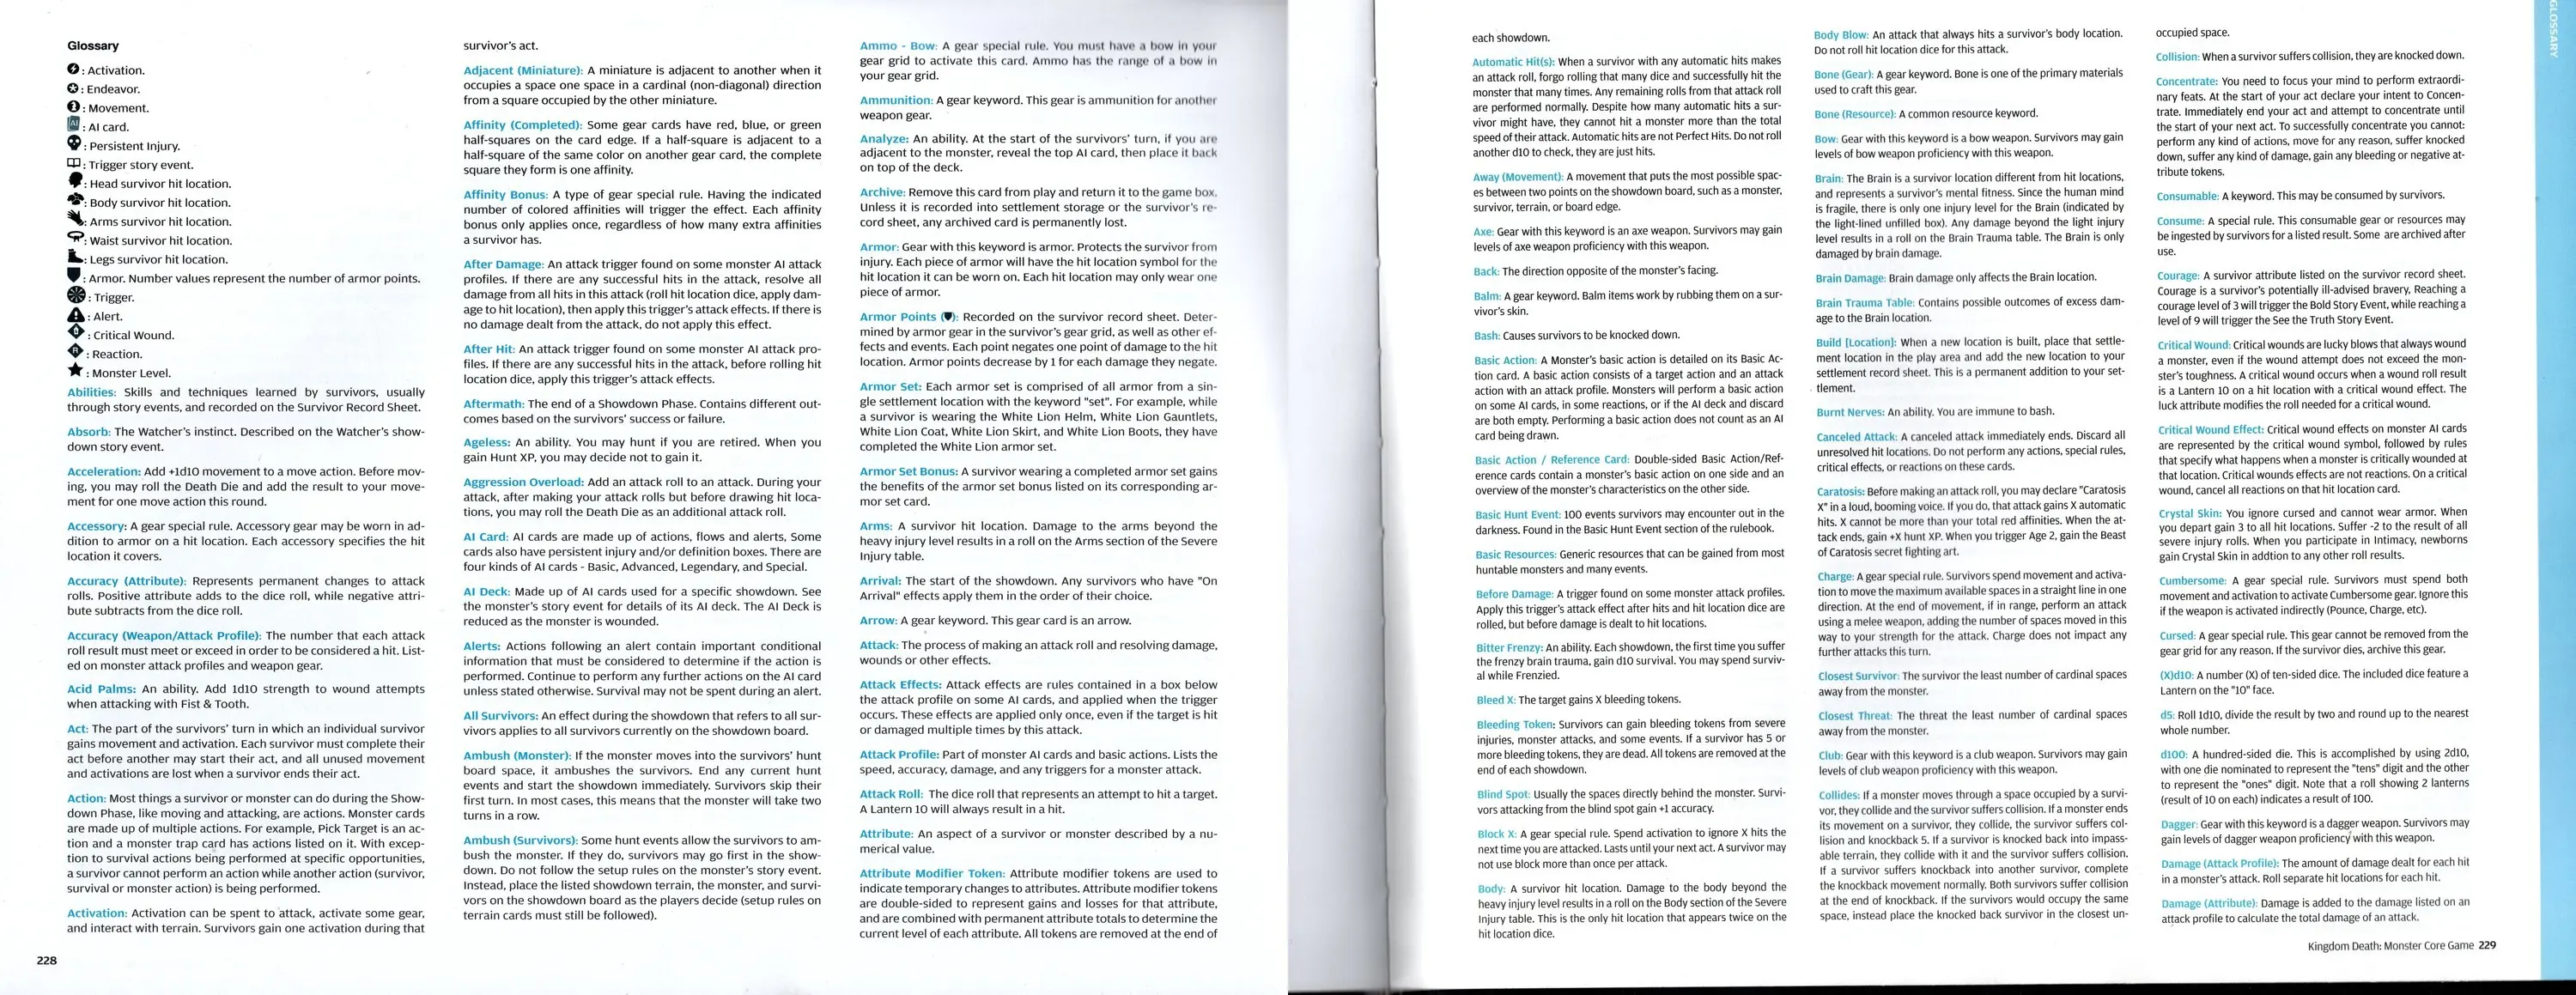 Glossary
: Activation.
: Endeavor.
: Movement.
: AI card.
: Persistent Injury.
: Trigger story event.
: Head survivor hit location.
: Body survivor hit location.
: Arms survivor hit location.
: Waist survivor hit location.
: Legs survivor hit location.
: Armor. Number values represent the number of armor points.
: Trigger.
: Alert.
: Critical Wound.
: Reaction.
: Monster Level.
Abilities: Skills and techniques learned by survivors, usually
through story events, and recorded on the Survivor Record Sheet.
Absorb: The Watcher's instinct. Described on the Watcher's show-
down story event.
Acceleration: Add +1d10 movement to a move action. Before mov-
ing, you may roll the Death Die and add the result to your move-
ment for one move action this round.
Accessory: A gear special rule. Accessory gear may be worn in ad-
dition to armor on a hit location. Each accessory specifies the hit
location it covers.
Accuracy (Attribute): Represents permanent changes to attack
rolls. Positive attribute adds to the dice roll, while negative attri-
bute subtracts from the dice roll.
Accuracy (Weapon/Attack Profile): The number that each attack
roll result must meet or exceed in order to be considered a hit. List-
ed on monster attack profiles and weapon gear.
Acid Palms: An ability. Add 1d10 strength to wound attempts
when attacking with Fist & Tooth.
Act: The part of the survivors' turn in which an individual survivor
gains movement and activation. Each survivor must complete their
act before another may start their act, and all unused movement
and activations are lost when a survivor ends their act.
Action: Most things a survivor or monster can do during the Show-
down Phase, like moving and attacking, are actions. Monster cards
are made up of multiple actions. For example, Pick Target is an ac-
tion and a monster trap card has actions listed on it. With excep-
tion to survival actions being performed at specific opportunities,
a survivor cannot perform an action while another action (survivor,
survival or monster action) is being performed.
Activation: Activation can be spent to attack, activate some gear,
and interact with terrain. Survivors gain one activation during that
228
survivor's act.
Adjacent (Miniature): A miniature is adjacent to another when it
occupies a space one space in a cardinal (non-diagonal) direction
from a square occupied by the other miniature.
Affinity (Completed): Some gear cards have red, blue, or green
half-squares on the card edge. If a half-square is adjacent to a
half-square of the same color on another gear card, the complete
square they form is one affinity.
Affinity Bonus: A type of gear special rule. Having the indicated
number of colored affinities will trigger the effect. Each affinity
bonus only applies once, regardless of how many extra affinities
a survivor has.
After Damage: An attack trigger found on some monster AI attack
profiles. If there are any successful hits in the attack, resolve all
damage from all hits in this attack (roll hit location dice, apply dam-
age to hit location), then apply this trigger's attack effects. If there is
no damage dealt from the attack, do not apply this effect.
After Hit: An attack trigger found on some monster AI attack pro-
files. If there are any successful hits in the attack, before rolling hit
location dice, apply this trigger's attack effects.
Aftermath: The end of a Showdown Phase. Contains different out-
comes based on the survivors' success or failure.
Ageless: An ability. You may hunt if you are retired. When you
gain Hunt XP, you may decide not to gain it.
Aggression Overload: Add an attack roll to an attack. During your
attack, after making your attack rolls but before drawing hit loca-
tions, you may roll the Death Die as an additional attack roll.
AI Card: AI cards are made up of actions, flows and alerts, Some
cards also have persistent injury and/or definition boxes. There are
four kinds of AI cards - Basic, Advanced, Legendary, and Special.
AI Deck: Made up of AI cards used for a specific showdown. See
the monster's story event for details of its AI deck. The AI Deck is
reduced as the monster is wounded.
Alerts: Actions following an alert contain important conditional
information that must be considered to determine if the action is
performed. Continue to perform any further actions on the AI card
unless stated otherwise. Survival may not be spent during an alert.
All Survivors: An effect during the showdown that refers to all sur-
vivors applies to all survivors currently on the showdown board.
Ambush (Monster): If the monster moves into the survivors' hunt
board space, it ambushes the survivors. End any current hunt
events and start the showdown immediately. Survivors skip their
first turn. In most cases, this means that the monster will take two
turns in a row.
Ambush (Survivors): Some hunt events allow the survivors to am-
bush the monster. If they do, survivors may go first in the show-
down. Do not follow the setup rules on the monster's story event.
Instead, place the listed showdown terrain, the monster, and survi-
vors on the showdown board as the players decide (setup rules on
terrain cards must still be followed).
Ammo - Bow: A gear special rule. You must have a bow in your
gear grid to activate this card. Ammo has the range of a bow in
your gear grid.
Ammunition: A gear keyword. This gear is ammunition for another
weapon gear.
Analyze: An ability. At the start of the survivors' turn, if you are
adjacent to the monster, reveal the top AI card, then place it back
on top of the deck.
Archive: Remove this card from play and return it to the game box.
Unless it is recorded into settlement storage or the survivor's re-
cord sheet, any archived card is permanently lost.
Armor: Gear with this keyword is armor. Protects the survivor from
injury. Each piece of armor will have the hit location symbol for the
hit location it can be worn on. Each hit location may only wear one
piece of armor.
Armor Points (): Recorded on the survivor record sheet. Deter-
mined by armor gear in the survivor's gear grid, as well as other ef-
fects and events. Each point negates one point of damage to the hit
location. Armor points decrease by 1 for each damage they negate.
Armor Set: Each armor set is comprised of all armor from a sin-
gle settlement location with the keyword "set". For example, while
a survivor is wearing the White Lion Helm, White Lion Gauntlets,
White Lion Coat, White Lion Skirt, and White Lion Boots, they have
completed the White Lion armor set.
Armor Set Bonus: A survivor wearing a completed armor set gains
the benefits of the armor set bonus listed on its corresponding ar-
mor set card.
Arms: A survivor hit location. Damage to the arms beyond the
heavy injury level results in a roll on the Arms section of the Severe
Injury table.
Arrival: The start of the showdown. Any survivors who have "On
Arrival" effects apply them in the order of their choice.
Arrow: A gear keyword. This gear card is an arrow.
Attack: The process of making an attack roll and resolving damage,
wounds or other effects.
Attack Effects: Attack effects are rules contained in a box below
the attack profile on some AI cards, and applied when the trigger
occurs. These effects are applied only once, even if the target is hit
or damaged multiple times by this attack.
Attack Profile: Part of monster AI cards and basic actions. Lists the
speed, accuracy, damage, and any triggers for a monster attack.
Attack Roll: The dice roll that represents an attempt to hit a target.
A Lantern 10 will always result in a hit.
Attribute: An aspect of a survivor or monster described by a nu-
merical value.
Attribute Modifier Token: Attribute modifier tokens are used to
indicate temporary changes to attributes. Attribute modifier tokens
are double-sided to represent gains and losses for that attribute,
and are combined with permanent attribute totals to determine the
current level of each attribute. All tokens are removed at the end of
each showdown.
Automatic Hit(s): When a survivor with any automatic hits makes
an attack roll, forgo rolling that many dice and successfully hit the
monster that many times. Any remaining rolls from that attack roll
are performed normally. Despite how many automatic hits a sur-
vivor might have, they cannot hit a monster more than the total
speed of their attack. Automatic hits are not Perfect Hits. Do not roll
another d10 to check, they are just hits.
Away (Movement): A movement that puts the most possible spac-
es between two points on the showdown board, such as a monster,
survivor, terrain, or board edge.
Axe: Gear with this keyword is an axe weapon. Survivors may gain
levels of axe weapon proficiency with this weapon.
Back: The direction opposite of the monster's facing.
Balm: A gear keyword. Balm items work by rubbing them on a sur-
vivor's skin.
Bash: Causes survivors to be knocked down.
Basic Action: A Monster's basic action is detailed on its Basic Ac-
tion card. A basic action consists of a target action and an attack
action with an attack profile. Monsters will perform a basic action
on some AI cards, in some reactions, or if the AI deck and discard
are both empty. Performing a basic action does not count as an AI
card being drawn.
Basic Action / Reference Card: Double-sided Basic Action/Ref-
erence cards contain a monster's basic action on one side and an
overview of the monster's characteristics on the other side.
Basic Hunt Event: 100 events survivors may encounter out in the
darkness. Found in the Basic Hunt Event section of the rulebook.
Basic Resources: Generic resources that can be gained from most
huntable monsters and many events.
Before Damage: A trigger found on some monster attack profiles.
Apply this trigger's attack effect after hits and hit location dice are
rolled, but before damage is dealt to hit locations.
Bitter Frenzy: An ability. Each showdown, the first time you suffer
the frenzy brain trauma, gain d10 survival. You may spend surviv-
al while Frenzied.
Bleed X: The target gains X bleeding tokens.
Bleeding Token: Survivors can gain bleeding tokens from severe
injuries, monster attacks, and some events. If a survivor has 5 or
more bleeding tokens, they are dead. All tokens are removed at the
end of each showdown.
Blind Spot: Usually the spaces directly behind the monster. Survi-
vors attacking from the blind spot gain +1 accuracy.
Block X: A gear special rule. Spend activation to ignore X hits the
next time you are attacked. Lasts until your next act. A survivor may
not use block more than once per attack.
Body: A survivor hit location. Damage to the body beyond the
heavy injury level results in a roll on the Body section of the Severe
Injury table. This is the only hit location that appears twice on the
hit location dice.
Body Blow: An attack that always hits a survivor's body location.
Do not roll hit location dice for this attack.
Bone (Gear): A gear keyword. Bone is one of the primary materials
used to craft this gear.
Bone (Resource): A common resource keyword.
Bow: Gear with this keyword is a bow weapon. Survivors may gain
levels of bow weapon proficiency with this weapon.
Brain: The Brain is a survivor location different from hit locations,
and represents a survivor's mental fitness. Since the human mind
is fragile, there is only one injury level for the Brain (indicated by
the light-lined unfilled box). Any damage beyond the light injury
level results in a roll on the Brain Trauma table. The Brain is only
damaged by brain damage.
Brain Damage: Brain damage only affects the Brain location.
Brain Trauma Table: Contains possible outcomes of excess dam-
age to the Brain location.
Build [Location]: When a new location is built, place that settle-
ment location in the play area and add the new location to your
settlement record sheet. This is a permanent addition to your set-
tlement.
Burnt Nerves: An ability. You are immune to bash.
Canceled Attack: A canceled attack immediately ends. Discard all
unresolved hit locations. Do not perform any actions, special rules,
critical effects, or reactions on these cards.
Caratosis: Before making an attack roll, you may declare "Caratosis
X" in a loud, booming voice. If you do, that attack gains X automatic
hits. X cannot be more than your total red affinities. When the at-
tack ends, gain +X hunt XP. When you trigger Age 2, gain the Beast
of Caratosis secret fighting art.
Charge: A gear special rule. Survivors spend movement and activa-
tion to move the maximum available spaces in a straight line in one
direction. At the end of movement, if in range, perform an attack
using a melee weapon, adding the number of spaces moved in this
way to your strength for the attack. Charge does not impact any
further attacks this turn.
Closest Survivor: The survivor the least number of cardinal spaces
away from the monster.
Closest Threat: The threat the least number of cardinal spaces
away from the monster.
Club: Gear with this keyword is a club weapon. Survivors may gain
levels of club weapon proficiency with this weapon.
Collides: If a monster moves through a space occupied by a survi-
vor, they collide and the survivor suffers collision. If a monster ends
its movement on a survivor, they collide, the survivor suffers col-
lision and knockback 5. If a survivor is knocked back into impass-
able terrain, they collide with it and the survivor suffers collision.
If a survivor suffers knockback into another survivor, complete
the knockback movement normally. Both survivors suffer collision
at the end of knockback. If the survivors would occupy the same
space, instead place the knocked back survivor in the closest un-
occupied space.
Collision: When a survivor suffers collision, they are knocked down.
Concentrate: You need to focus your mind to perform extraordi-
nary feats. At the start of your act declare your intent to Concen-
trate. Immediately end your act and attempt to concentrate until
the start of your next act. To successfully concentrate you cannot:
perform any kind of actions, move for any reason, suffer knocked
down, suffer any kind of damage, gain any bleeding or negative at-
tribute tokens.
Consumable: A keyword. This may be consumed by survivors.
Consume: A special rule. This consumable gear or resources may
be ingested by survivors for a listed result. Some are archived after
use.
Courage: A survivor attribute listed on the survivor record sheet.
Courage is a survivor's potentially ill-advised bravery, Reaching a
courage level of 3 will trigger the Bold Story Event, while reaching a
level of 9 will trigger the See the Truth Story Event.
Critical Wound: Critical wounds are lucky blows that always wound
a monster, even if the wound attempt does not exceed the mon-
ster's toughness. A critical wound occurs when a wound roll result
is a Lantern 10 on a hit location with a critical wound effect. The
luck attribute modifies the roll needed for a critical wound.
Critical Wound Effect: Critical wound effects on monster AI cards
are represented by the critical wound symbol, followed by rules
that specify what happens when a monster is critically wounded at
that location. Critical wounds effects are not reactions. On a critical
wound, cancel all reactions on that hit location card.
Crystal Skin: You ignore cursed and cannot wear armor. When
you depart gain 3 to all hit locations. Suffer -2 to the result of all
severe injury rolls. When you participate in Intimacy, newborns
gain Crystal Skin in addtion to any other roll results.
Cumbersome: A gear special rule. Survivors must spend both
movement and activation to activate Cumbersome gear. Ignore this
if the weapon is activated indirectly (Pounce, Charge, etc).
Cursed: A gear special rule. This gear cannot be removed from the
gear grid for any reason. If the survivor dies, archive this gear.
(X)d10: A number (X) of ten-sided dice. The included dice feature a
Lantern on the "10" face.
d5: Roll 1d10, divide the result by two and round up to the nearest
whole number.
d100: A hundred-sided die. This is accomplished by using 2d10,
with one die nominated to represent the "tens" digit and the other
to represent the "ones" digit. Note that a roll showing 2 lanterns
(result of 10 on each) indicates a result of 100.
Dagger: Gear with this keyword is a dagger weapon. Survivors may
gain levels of dagger weapon proficiency with this weapon.
Damage (Attack Profile): The amount of damage dealt for each hit
in a monster's attack. Roll separate hit locations for each hit.
Damage (Attribute): Damage is added to the damage listed on an
attack profile to calculate the total damage of an attack.
Kingdom Death: Monster Core Game 229
GLOSSARY